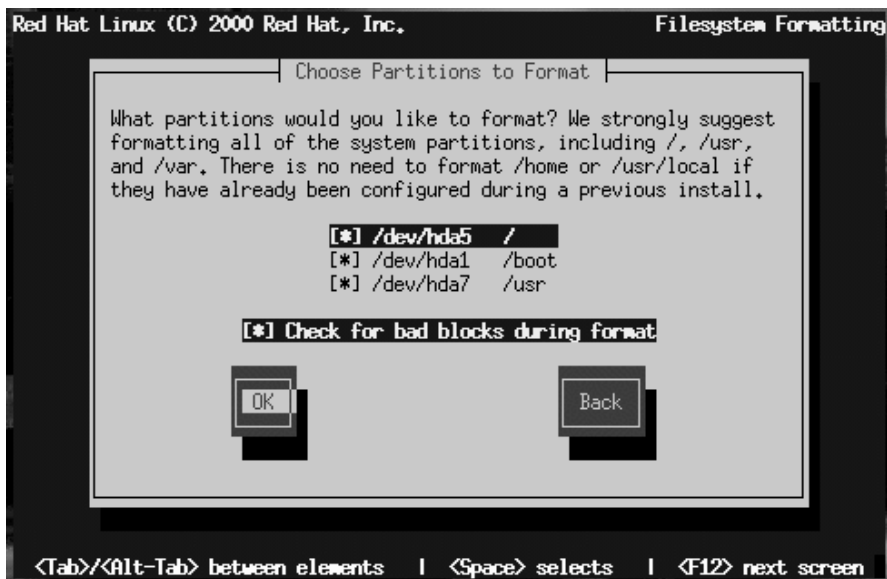 Red Hat Linux (C) 2000 Red Hat, Inc. Filesystem Formatting
Choose Partitions to Format
What partitions would you like to format? We strongly suggest
formatting all of the system partitions, including /, /usr,
and /var. There is no need to format /home or /usr/local if
they have already been configured during a previous install.
[*] /dev/hda5 /
[*] /dev/hda1 /boot
[*] /dev/hda7 /usr
[*] Check for bad blocks during format
OK Back
<Tab>/<Alt-Tab> between elements | <Space> selects | <F12> next screen